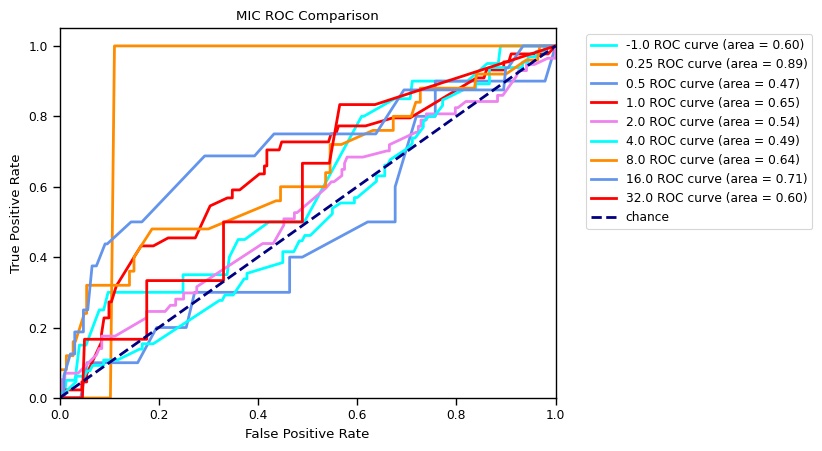 MIC ROC Comparison
True Positive Rate
1.0
0.8
0.6
0.4
0.2
0.0
0.0 0.2 0.4 0.6 0.8 1.0
False Positive Rate
-1.0 ROC curve (area = 0.60)
0.25 ROC curve (area = 0.89)
0.5 ROC curve (area = 0.47)
1.0 ROC curve (area = 0.65)
2.0 ROC curve (area = 0.54)
4.0 ROC curve (area = 0.49)
8.0 ROC curve (area = 0.64)
16.0 ROC curve (area = 0.71)
32.0 ROC curve (area = 0.60)
chance